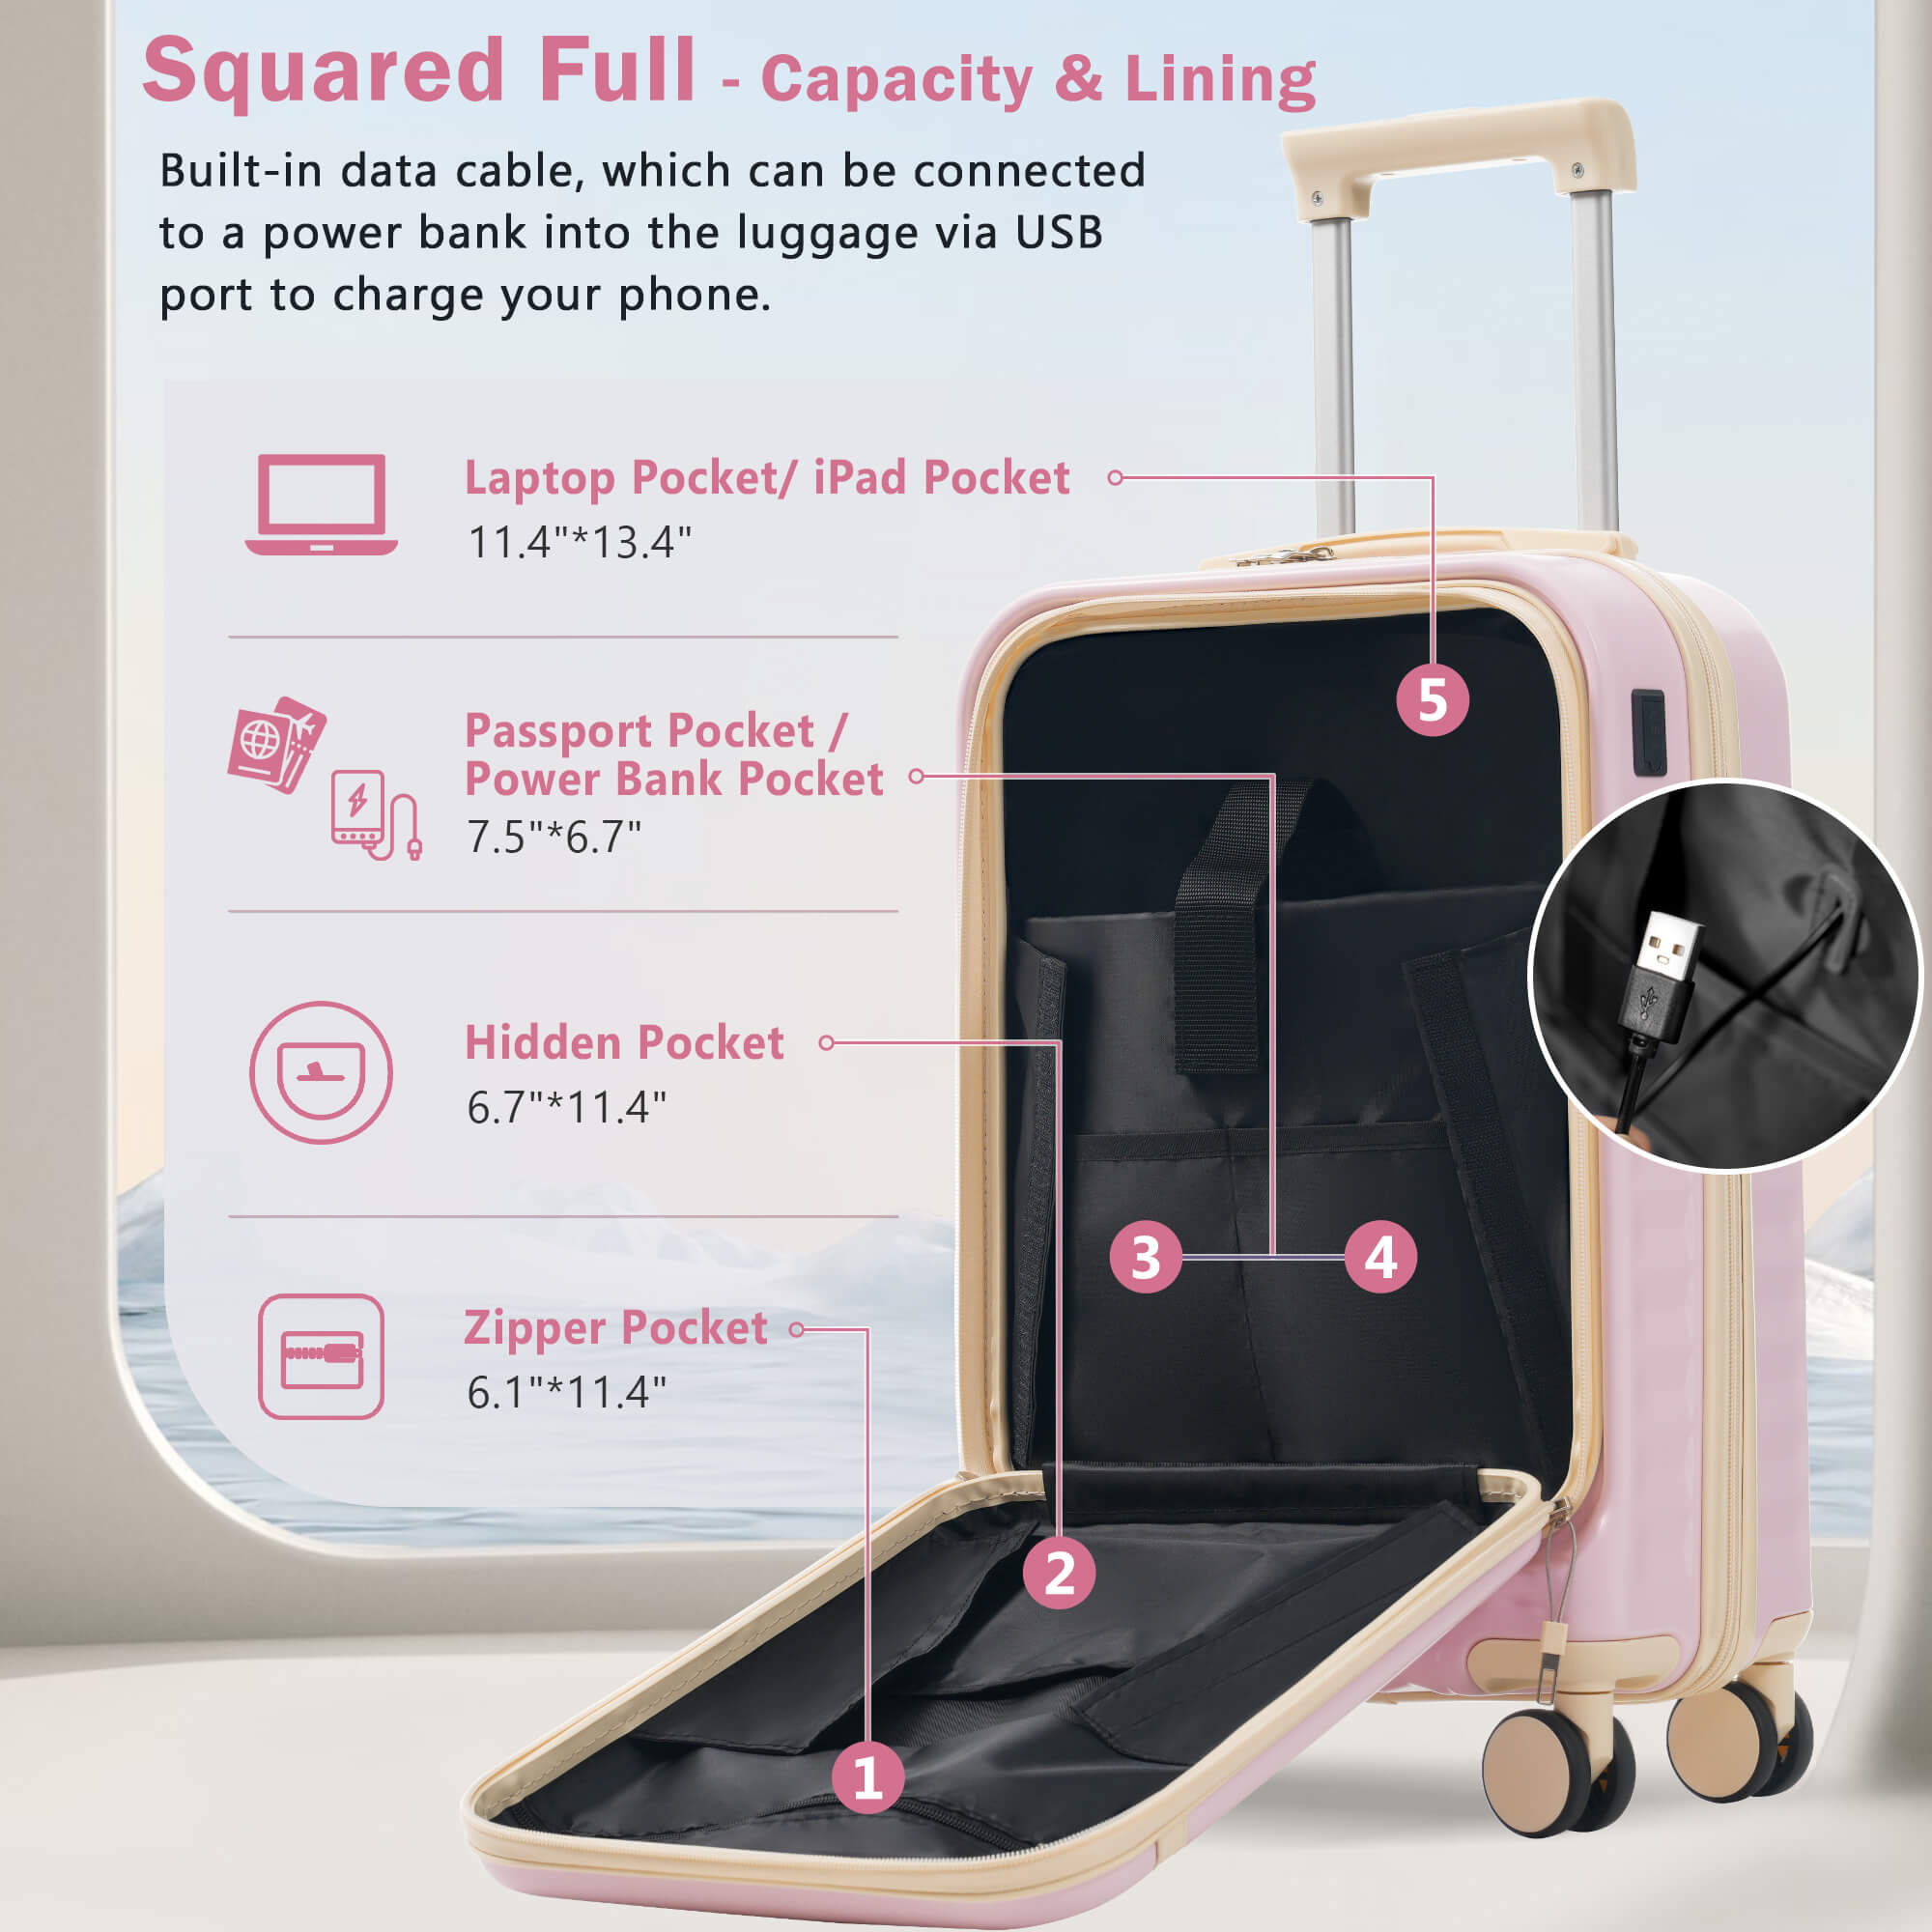 Squared Full - Capacity & Lining
Built-in data cable, which can be connected
to a power bank into the luggage via USB
port to charge your phone.
Laptop Pocket/ iPad Pocket
11.4"*13.4"
5
Passport Pocket /
Power Bank Pocket
7.5"*6.7"
Hidden Pocket
6.7"*11.4"
3
4
Zipper Pocket
6.1"*11.4"
2
1